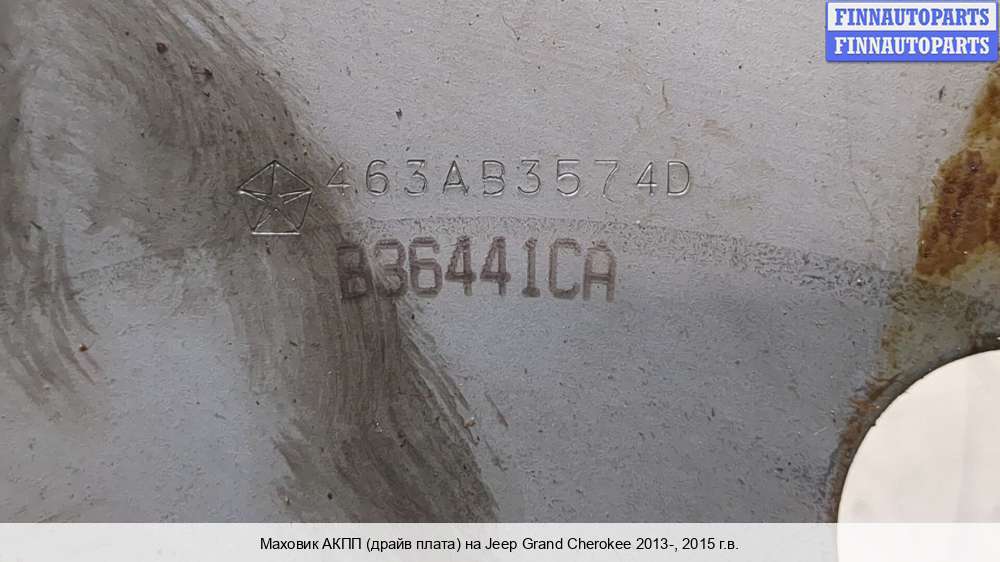 FINNAUTOPARTS
FINNAUTOPARTS
463AB3574D
B36441CA
Маховик АКПП (драйв плата) на Jeep Grand Cherokee 2013-, 2015 г.в.